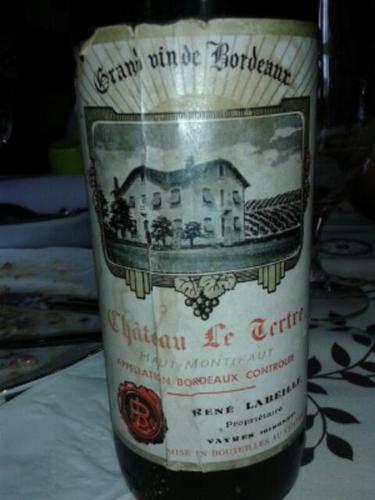 Grand vin de Bordeaux
Château Le Tertre
HAUT-MONTIFAUT
APPELLATION BORDEAUX CONTROLÉE
RENÉ LABEILLE
Propriétaire
VAYRES (GIRONDE)
MISE EN BOUTEILLES AU